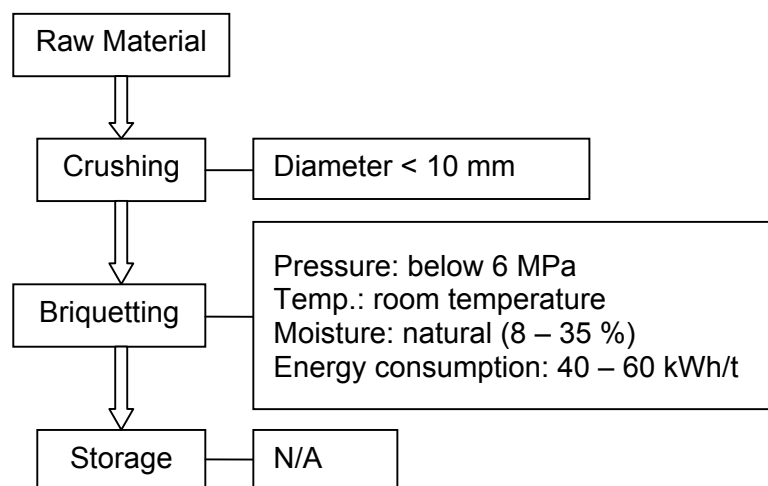 Raw Material
Crushing
Diameter < 10 mm
Briquetting
Pressure: below 6 MPa
Temp.: room temperature
Moisture: natural (8 – 35 %)
Energy consumption: 40 – 60 kWh/t
Storage
N/A